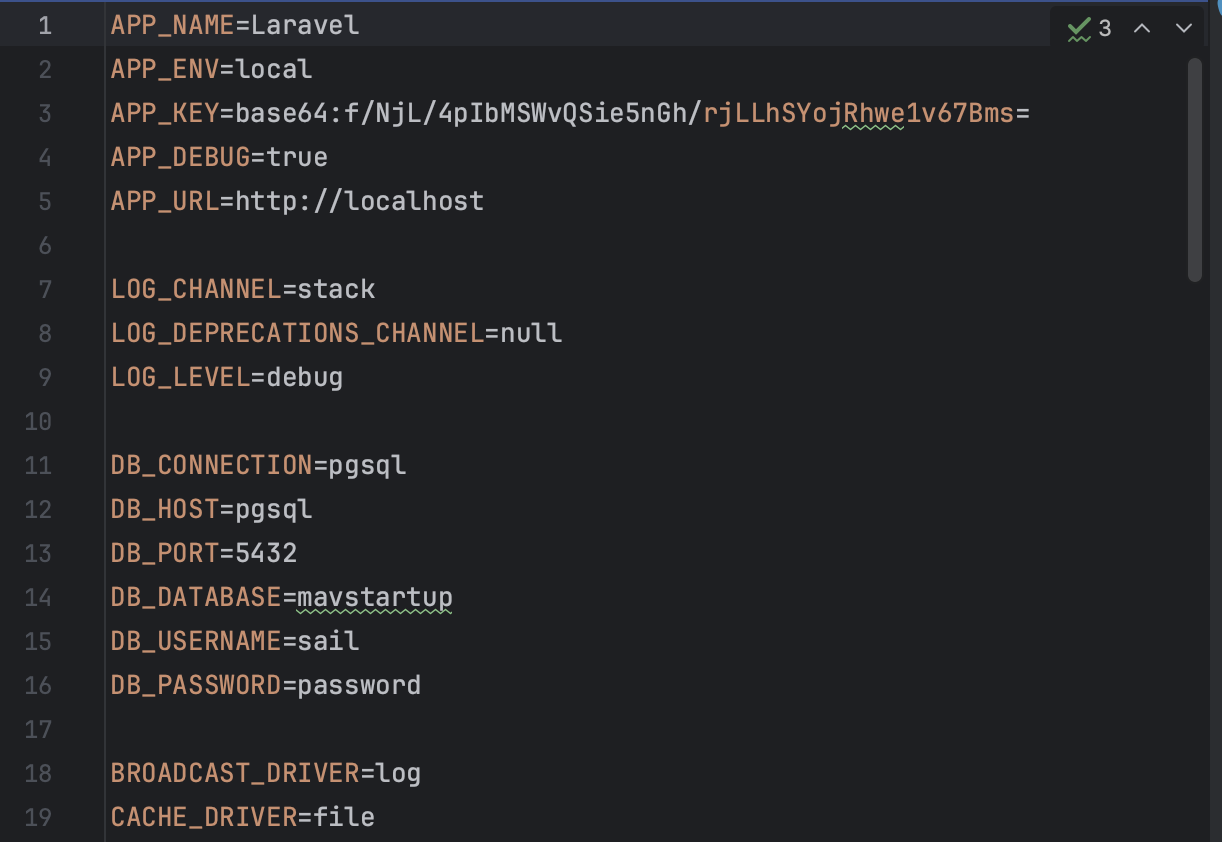 1 APP_NAME=Laravel
3
2 APP_ENV=local
3 APP_KEY=base64:f/NjL/4pIbMSWvQSie5nGh/rjLLhSYojRhwe1v67Bms=
4 APP_DEBUG=true
5 APP_URL=http://localhost
6
7 LOG_CHANNEL=stack
8 LOG_DEPRECATIONS_CHANNEL=null
9 LOG_LEVEL=debug
10
11 DB_CONNECTION=pgsql
12 DB_HOST=pgsql
13 DB_PORT=5432
14 DB_DATABASE=mavstartup
15 DB_USERNAME=sail
16 DB_PASSWORD=password
17
18 BROADCAST_DRIVER=log
19 CACHE_DRIVER=file